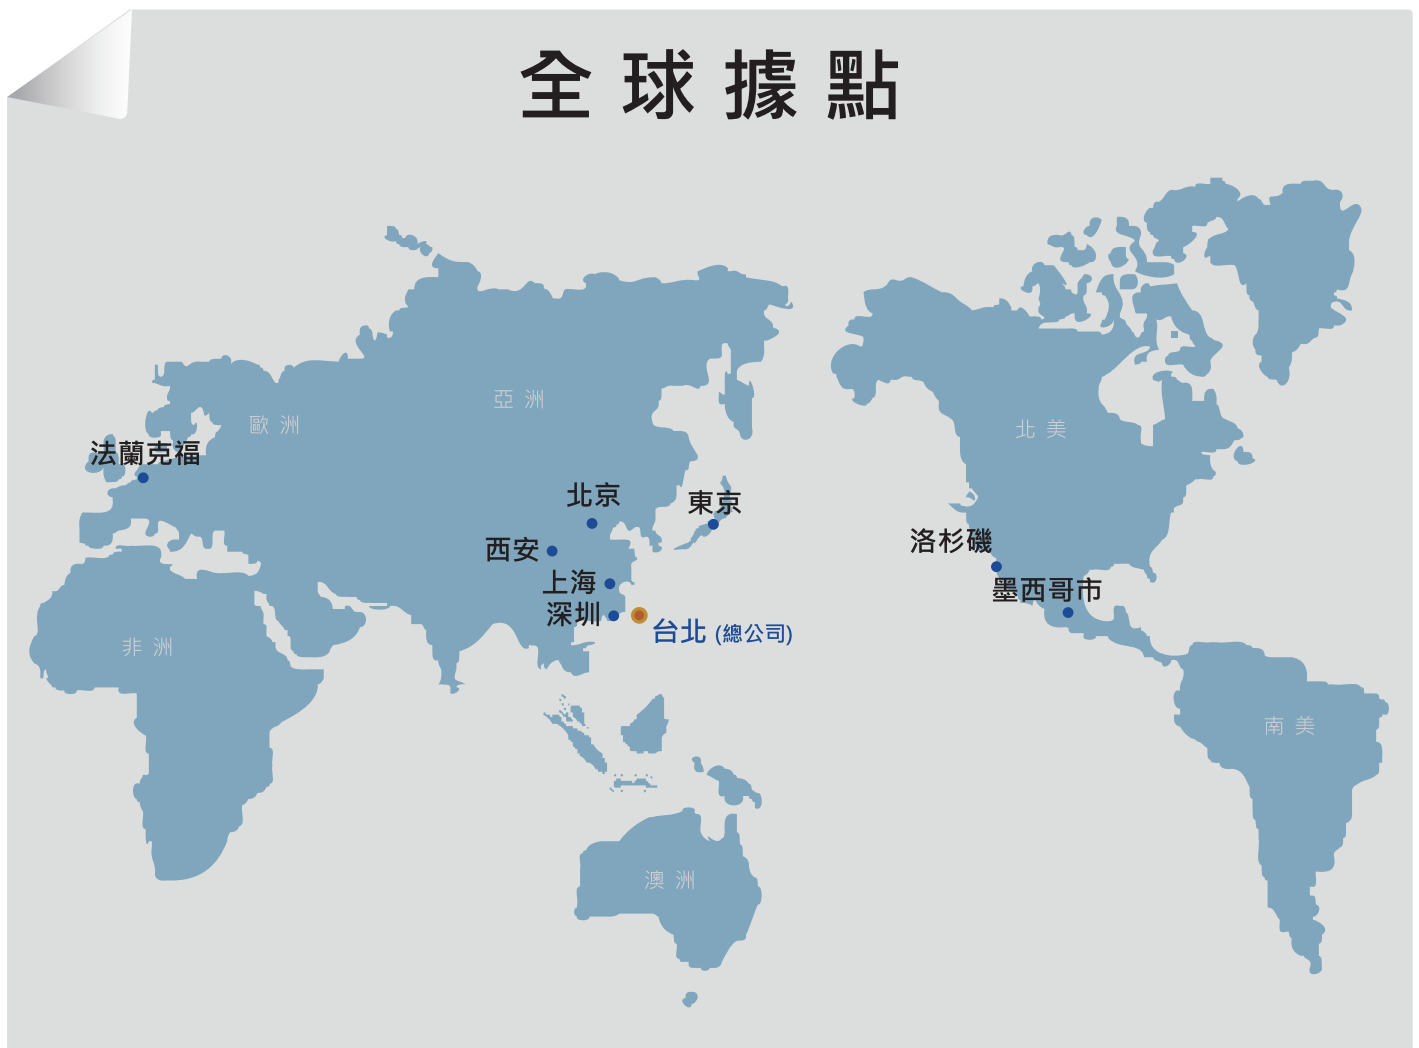 全球據點
亞洲
歐洲
北美
法蘭克福
北京
東京
洛杉磯
西安
上海
墨西哥市
深圳
台北 (總公司)
非洲
南美
澳洲